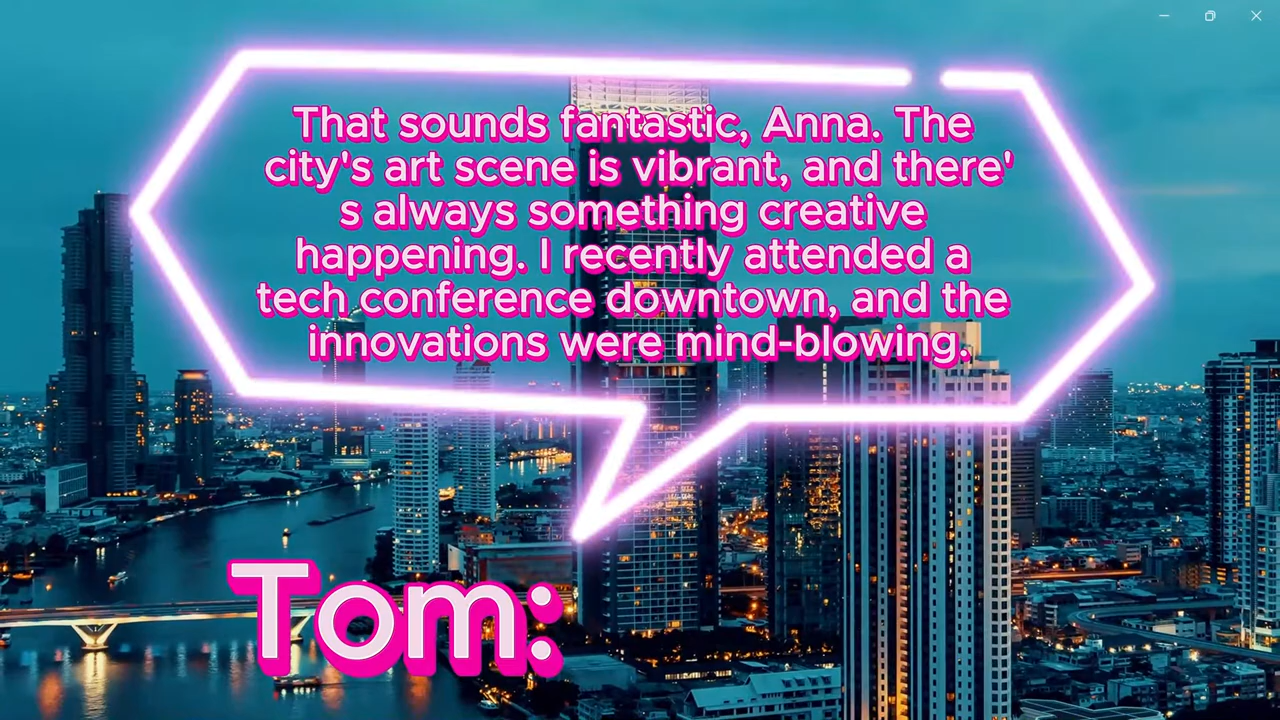 That sounds fantastic, Anna. The
city's art scene is vibrant, and there'
s always something creative
happening. I recently attended a
tech conference downtown, and the
innovations were mind-blowing.
Tom: